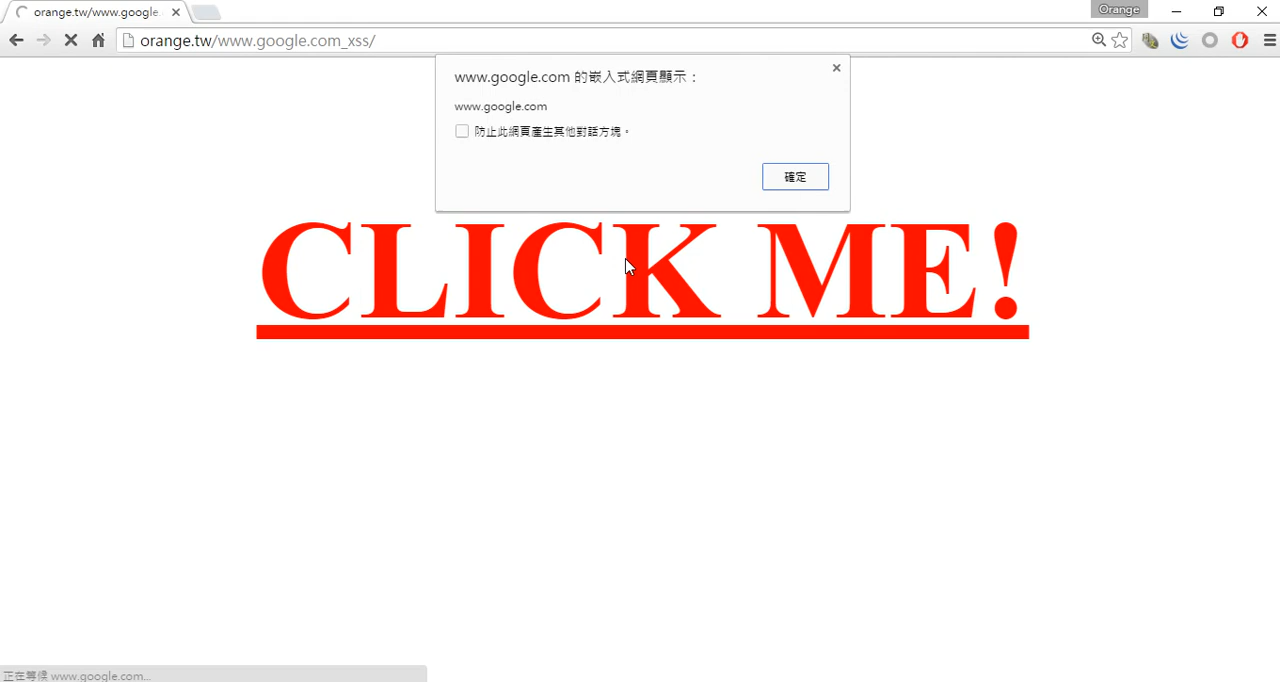 orange.tw/www.google.
Orange
orange.tw/www.google.com_xss/
www.google.com 的嵌入式網頁顯示：
www.google.com
防止此網頁產生其他對話方塊。
確定
CLICK ME!
正在等候 www.google.com...